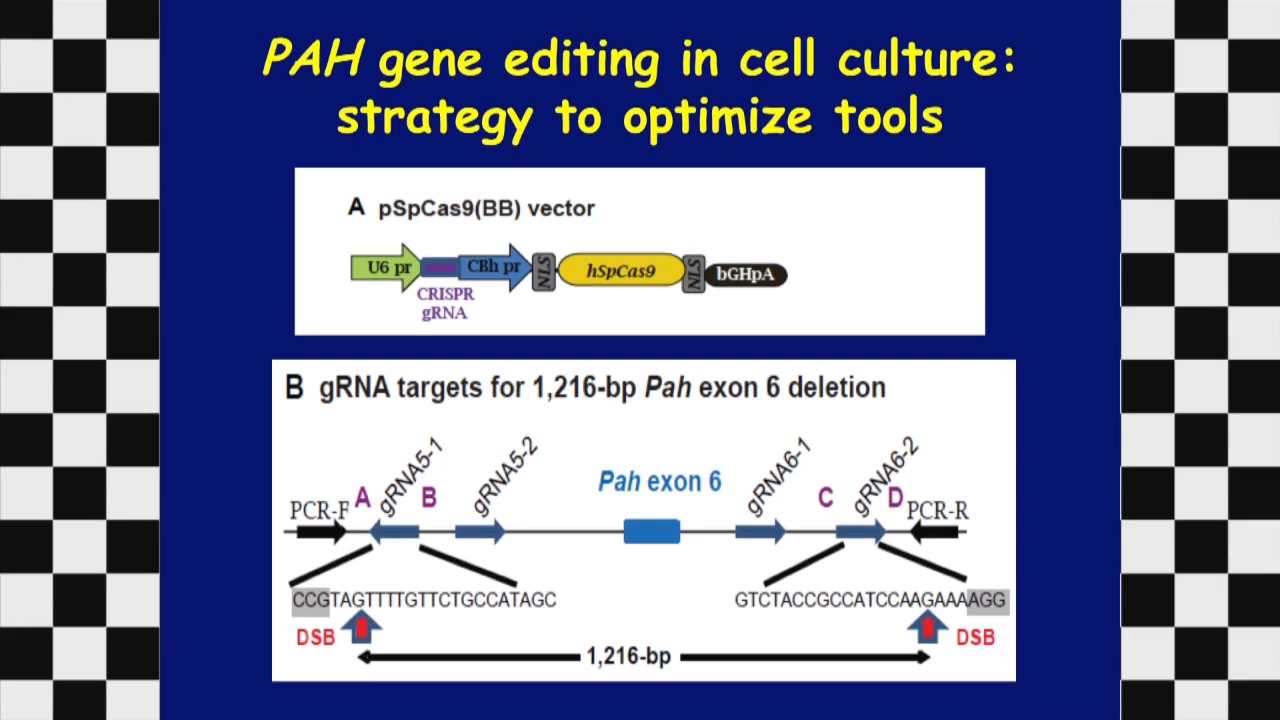 PAH gene editing in cell culture:
strategy to optimize tools
A pSpCas9(BB) vector
U6 pr CBh pr NLS hSpCas9 NLS bGHpA
CRISPR
gRNA
B gRNA targets for 1,216-bp Pah exon 6 deletion
PCR-F A gRNA5-1 B gRNA5-2 Pah exon 6 gRNA6-1 C gRNA6-2 D PCR-R
CCGTAGTTTTGTTCTGCCATAGC GTCTACCGCCATCCAAGAAAAGG
DSB DSB
1,216-bp